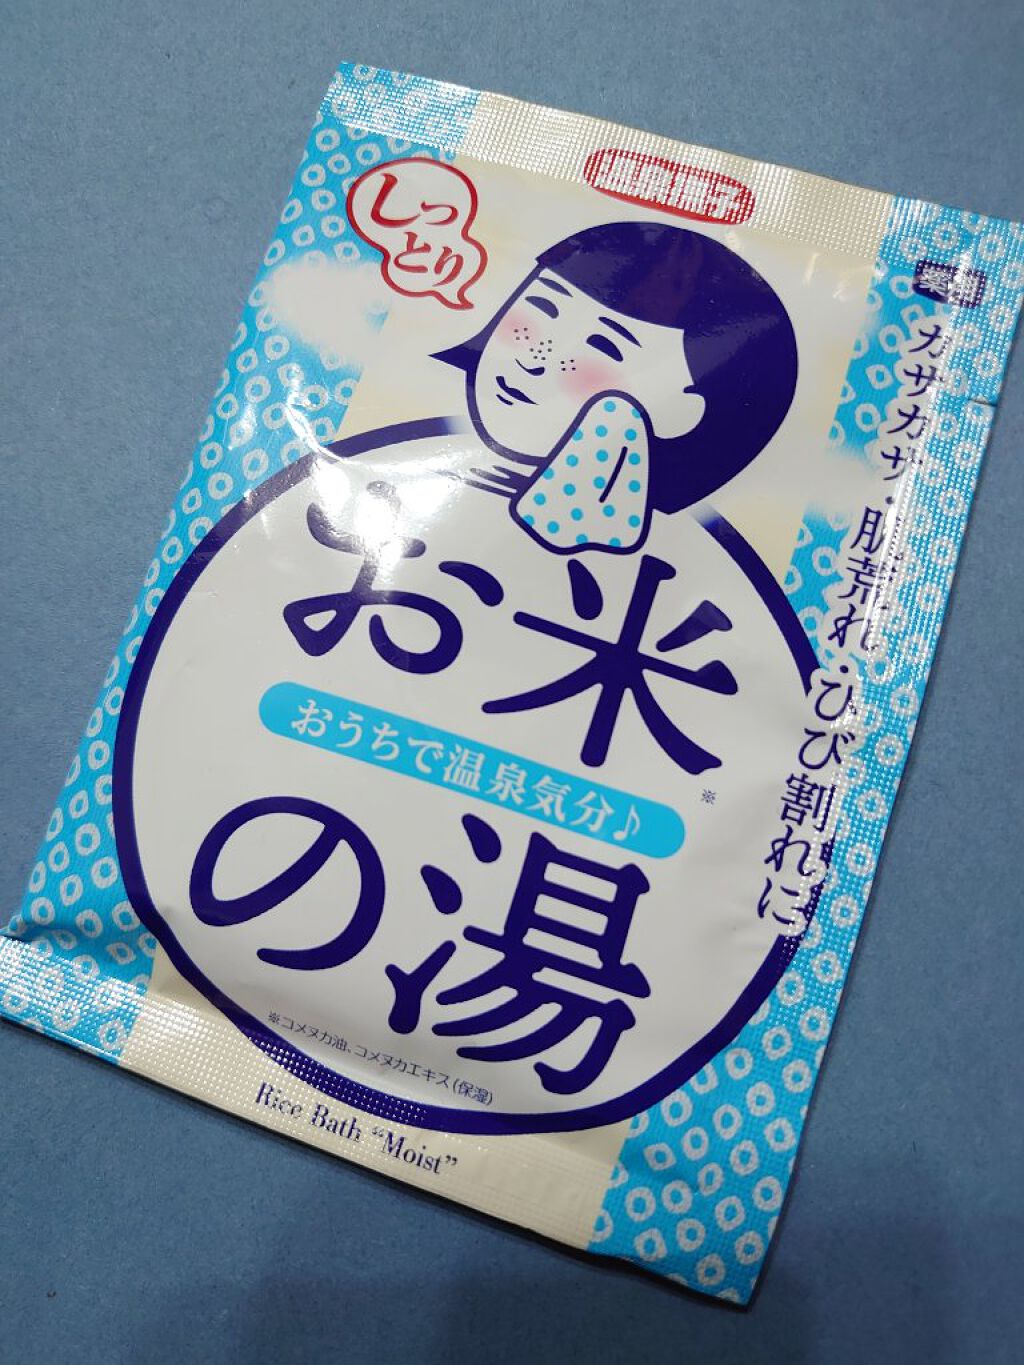 温泉撫子
しっ
とり
薬用
カサカサ・肌荒れ・ひび割れに
お米
※
おうちで温泉気分♪
の湯
※コメヌカ油、コメヌカエキス(保湿)
Rice Bath “Moist”